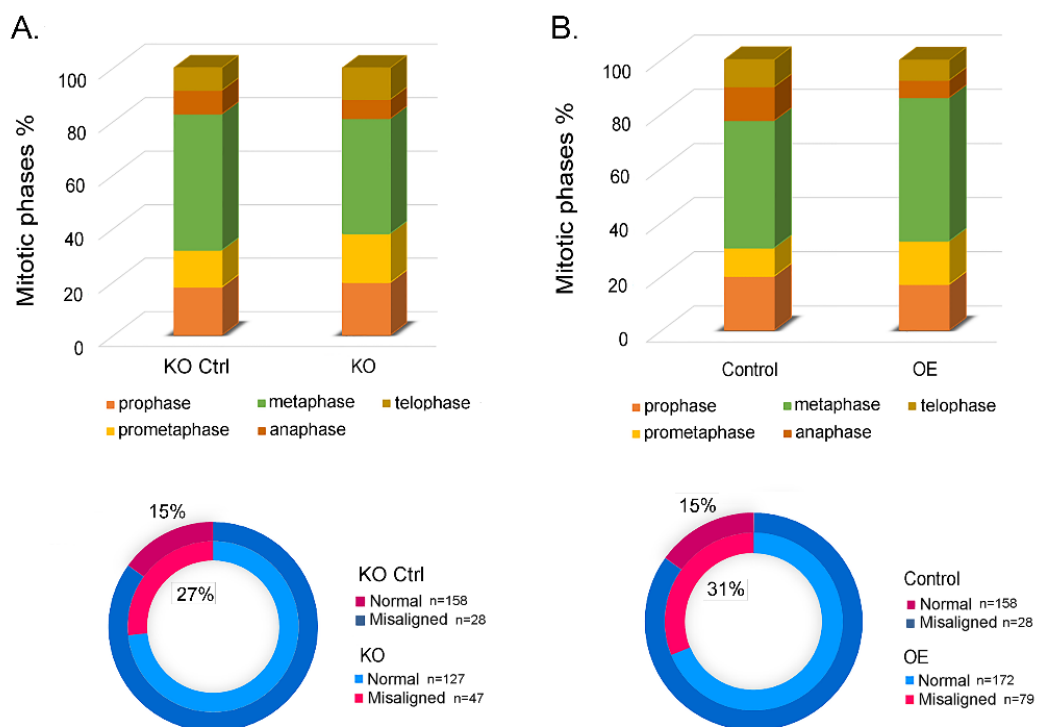 A.
Mitotic phases %
100
80
60
40
20
0
KO Ctrl
KO
prophase metaphase telophase
prometaphase anaphase
15%
27%
KO Ctrl
Normal n=158
Misaligned n=28
KO
Normal n=127
Misaligned n=47
B.
Mitotic phases %
100
80
60
40
20
0
Control
OE
prophase metaphase telophase
prometaphase anaphase
15%
31%
Control
Normal n=158
Misaligned n=28
OE
Normal n=172
Misaligned n=79